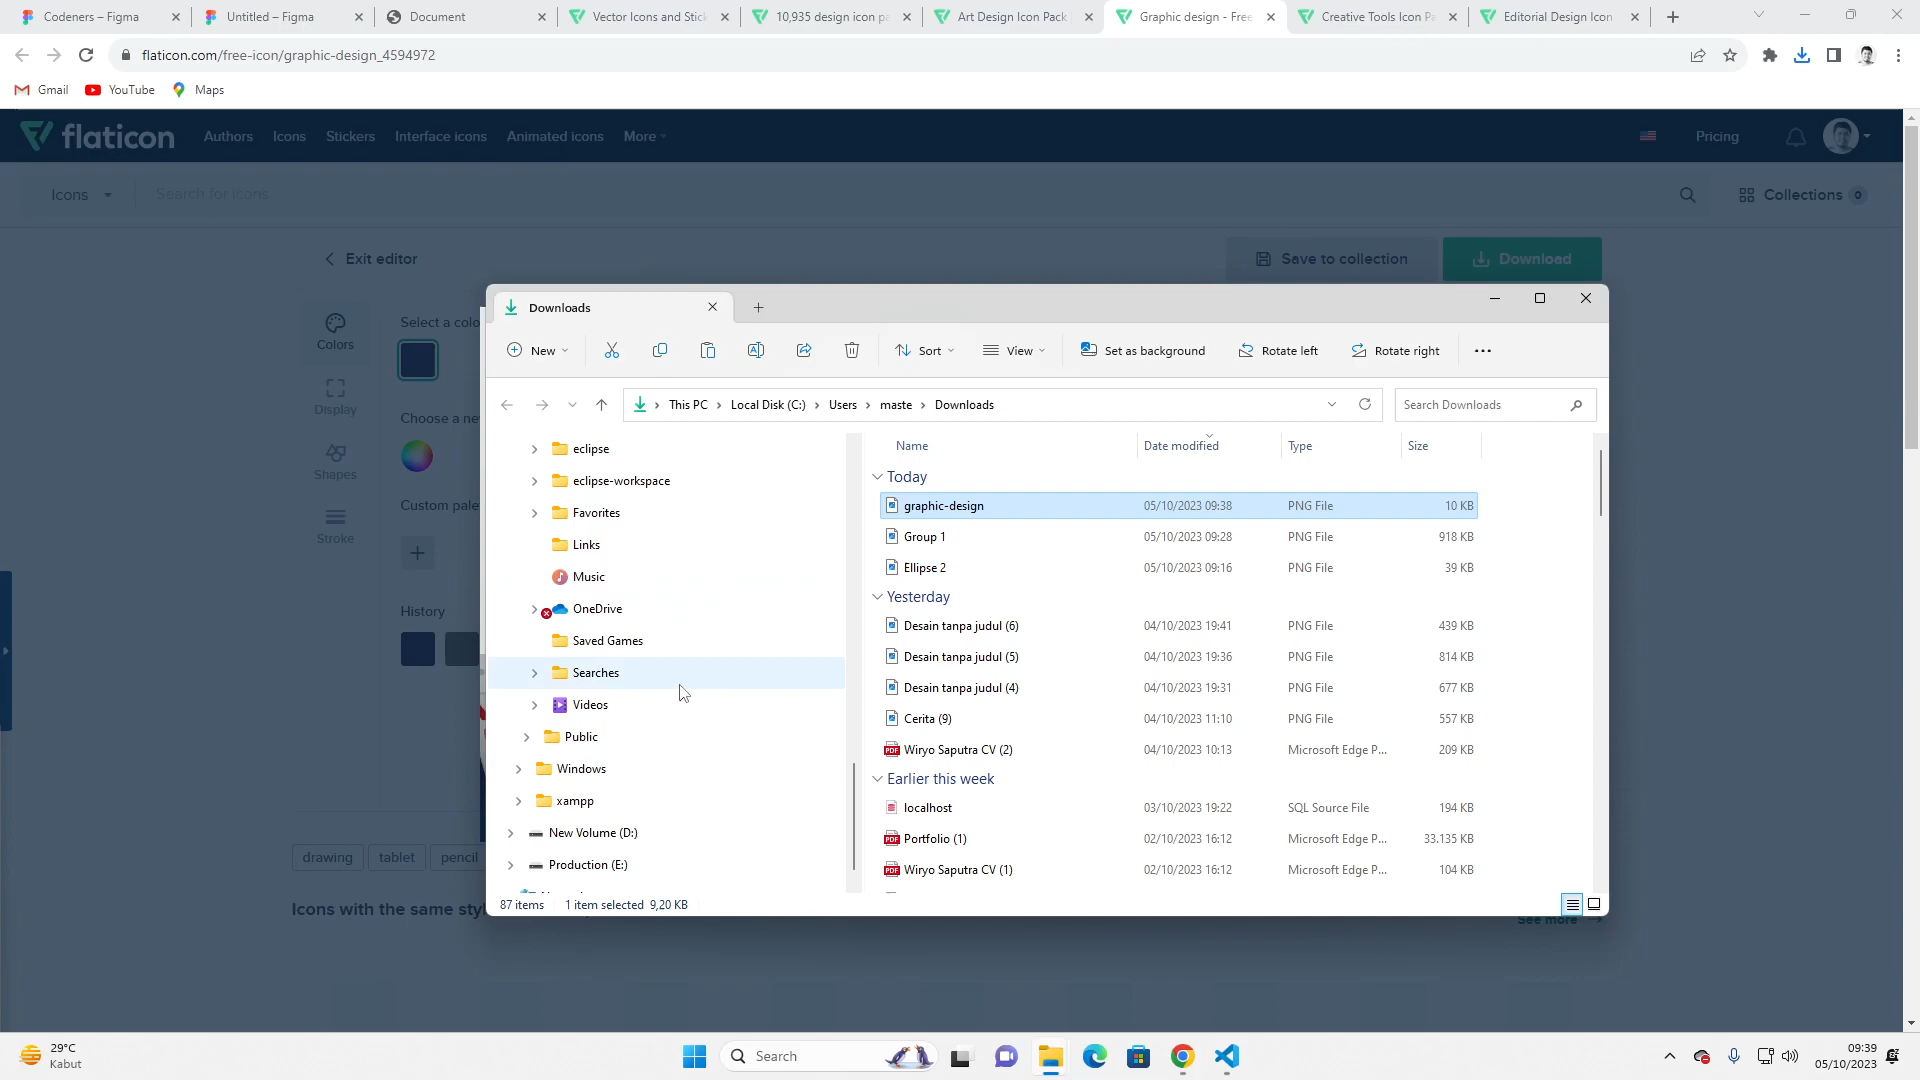 Codeners – Figma
Untitled – Figma
Document
Vector Icons and Stick
10,935 design icon pa
Art Design Icon Pack
Graphic design - Free
Creative Tools Icon Pa
Editorial Design Icon
flaticon.com/free-icon/graphic-design_4594972
Gmail
YouTube
Maps
flaticon
Authors
Icons
Stickers
Interface icons
Animated icons
More
Pricing
Icons
Search for icons
Collections 0
Exit editor
Save to collection
Download
Colors
Display
Shapes
Stroke
Select a colo
Choose a ne
Custom pale
History
Downloads
New
Sort
View
Set as background
Rotate left
Rotate right
This PC > Local Disk (C:) > Users > maste > Downloads
Search Downloads
eclipse
eclipse-workspace
Favorites
Links
Music
OneDrive
Saved Games
Searches
Videos
Public
Windows
xampp
New Volume (D:)
Production (E:)
Name Date modified Type Size
Today
graphic-design 05/10/2023 09:38 PNG File 10 KB
Group 1 05/10/2023 09:28 PNG File 918 KB
Ellipse 2 05/10/2023 09:16 PNG File 39 KB
Yesterday
Desain tanpa judul (6) 04/10/2023 19:41 PNG File 439 KB
Desain tanpa judul (5) 04/10/2023 19:36 PNG File 814 KB
Desain tanpa judul (4) 04/10/2023 19:31 PNG File 677 KB
Cerita (9) 04/10/2023 11:10 PNG File 557 KB
Wiryo Saputra CV (2) 04/10/2023 10:13 Microsoft Edge P... 209 KB
Earlier this week
localhost 03/10/2023 19:22 SQL Source File 194 KB
Portfolio (1) 02/10/2023 16:12 Microsoft Edge P... 33.135 KB
Wiryo Saputra CV (1) 02/10/2023 16:12 Microsoft Edge P... 104 KB
87 items
1 item selected 9,20 KB
drawing
tablet
pencil
Icons with the same sty
See more
29°C
Kabut
Search
09:39
05/10/2023